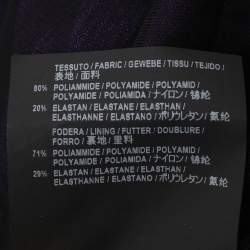 TESSUTO / FABRIC / GEWEBE / TISSU / TEJIDO /
表地 / 面料
80% POLIAMMIDE / POLYAMIDE / POLYAMID /
POLYAMIDE / POLIAMIDA / ナイロン / 锦纶
20% ELASTAN / ELASTANE / ELASTHAN /
ELASTHANNE / ELASTANO / ポリウレタン / 氨纶
FODERA / LINING / FUTTER / DOUBLURE /
FORRO / 裏地 / 里料
71% POLIAMMIDE / POLYAMIDE / POLYAMID /
POLYAMIDE / POLIAMIDA / ナイロン / 锦纶
29% ELASTAN / ELASTANE / ELASTHAN /
ELASTHANNE / ELASTANO / ポリウレタン / 氨纶